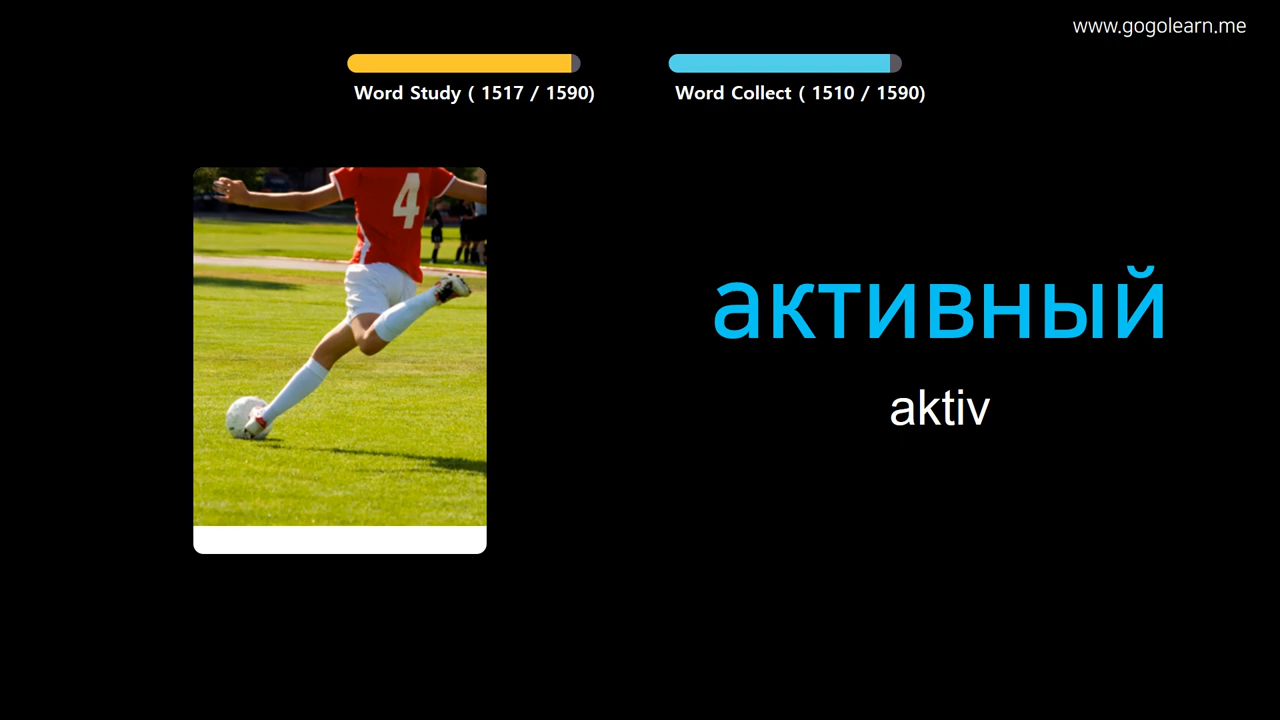 www.gogolearn.me
Word Study ( 1517 / 1590)
Word Collect ( 1510 / 1590)
4
активный
aktiv